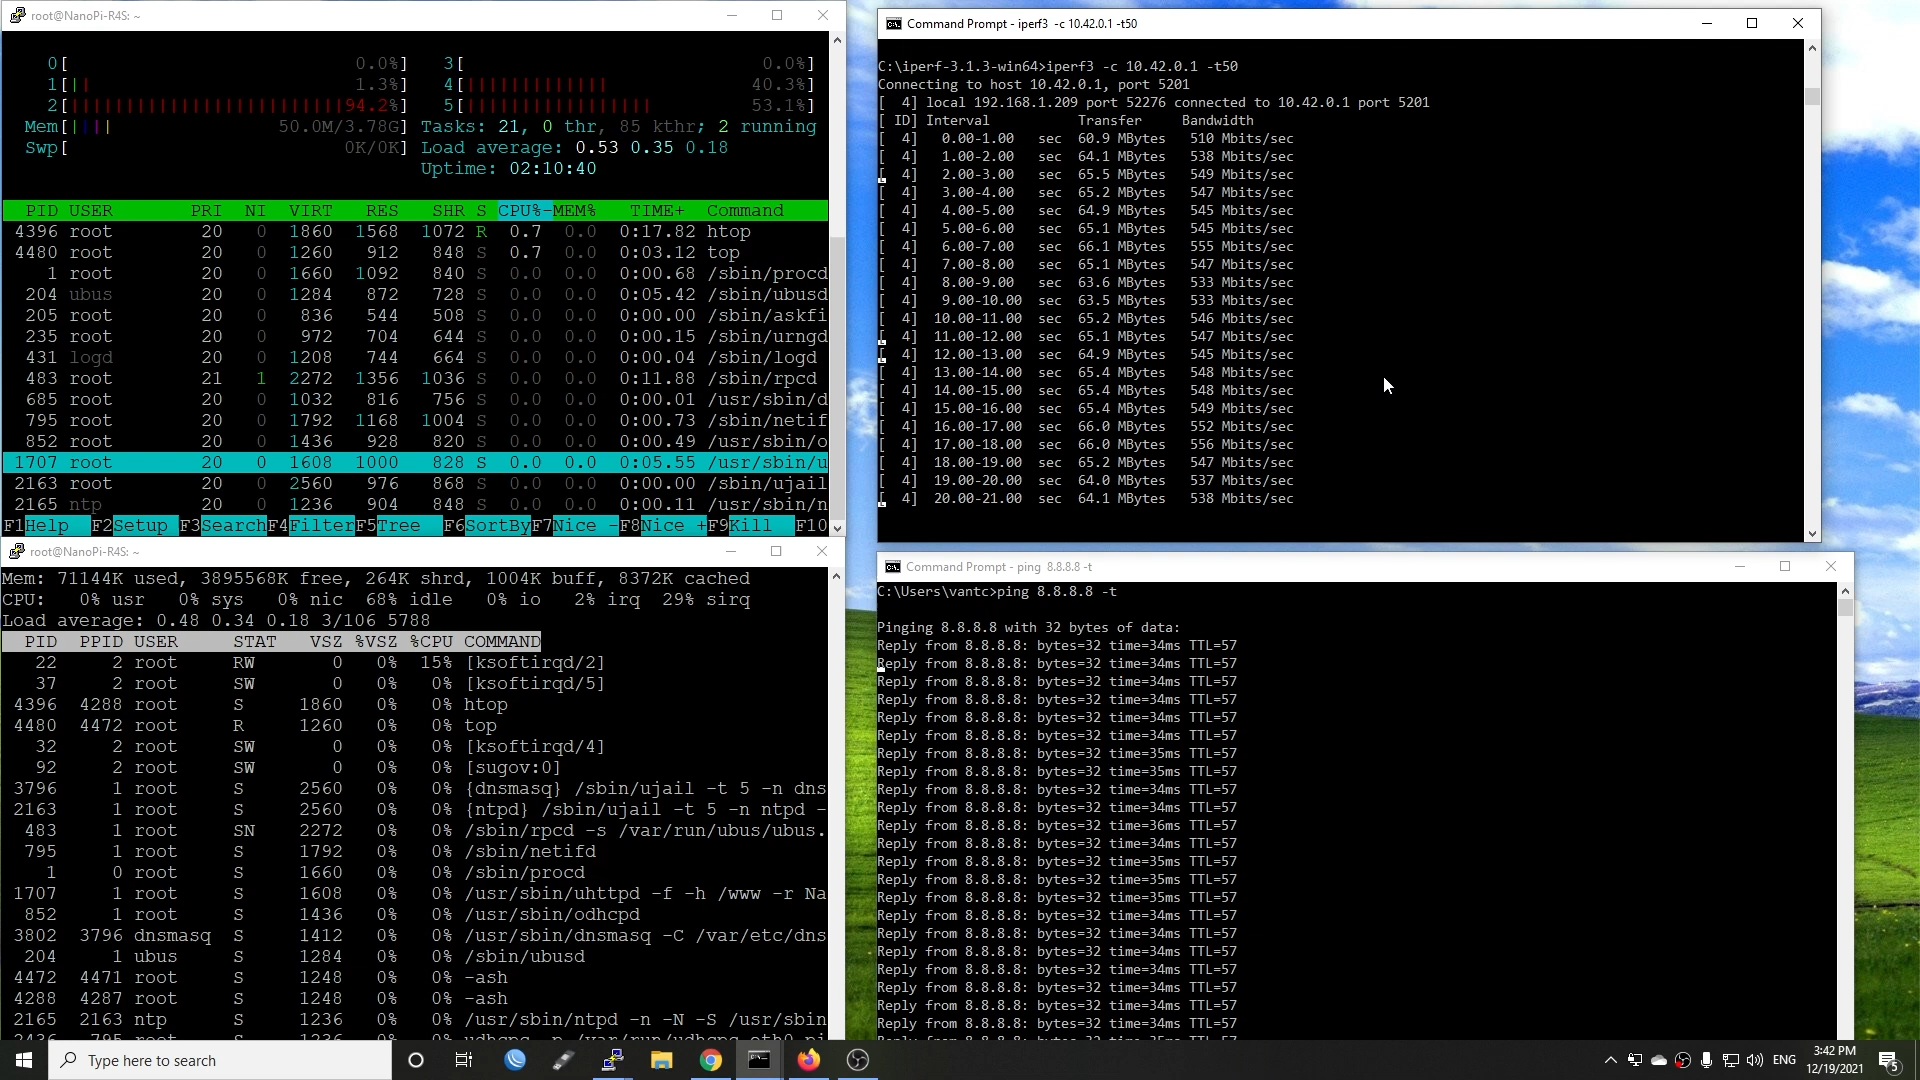 root@NanoPi-R4S: ~
0[ 0.0%] 3[ 0.0%]
1[|| 1.3%] 4[||||||||||||| 40.3%]
2[|||||||||||||||||||||||||94.2%] 5[||||||||||||||||| 53.1%]
Mem[|||| 50.0M/3.78G] Tasks: 21, 0 thr, 85 kthr; 2 running
Swp[ 0K/0K] Load average: 0.53 0.35 0.18
Uptime: 02:10:40
PID USER PRI NI VIRT RES SHR S CPU%-MEM% TIME+ Command
4396 root 20 0 1860 1568 1072 R 0.7 0.0 0:17.82 htop
4480 root 20 0 1260 912 848 S 0.7 0.0 0:03.12 top
1 root 20 0 1660 1092 840 S 0.0 0.0 0:00.68 /sbin/procd
204 ubus 20 0 1284 872 728 S 0.0 0.0 0:05.42 /sbin/ubusd
205 root 20 0 836 544 508 S 0.0 0.0 0:00.00 /sbin/askfi
235 root 20 0 972 704 644 S 0.0 0.0 0:00.15 /sbin/urngd
431 logd 20 0 1208 744 664 S 0.0 0.0 0:00.04 /sbin/logd
483 root 21 1 2272 1356 1036 S 0.0 0.0 0:11.88 /sbin/rpcd
685 root 20 0 1032 816 756 S 0.0 0.0 0:00.01 /usr/sbin/d
795 root 20 0 1792 1168 1004 S 0.0 0.0 0:00.73 /sbin/netif
852 root 20 0 1436 928 820 S 0.0 0.0 0:00.49 /usr/sbin/o
1707 root 20 0 1608 1000 828 S 0.0 0.0 0:05.55 /usr/sbin/u
2163 root 20 0 2560 976 868 S 0.0 0.0 0:00.00 /sbin/ujail
2165 ntp 20 0 1236 904 848 S 0.0 0.0 0:00.11 /usr/sbin/n
F1Help F2Setup F3SearchF4FilterF5Tree F6SortByF7Nice -F8Nice +F9Kill F10
root@NanoPi-R4S: ~
Mem: 71144K used, 3895568K free, 264K shrd, 1004K buff, 8372K cached
CPU: 0% usr 0% sys 0% nic 68% idle 0% io 2% irq 29% sirq
Load average: 0.48 0.34 0.18 3/106 5788
PID PPID USER STAT VSZ %VSZ %CPU COMMAND
22 2 root RW 0 0% 15% [ksoftirqd/2]
37 2 root SW 0 0% 0% [ksoftirqd/5]
4396 4288 root S 1860 0% 0% htop
4480 4472 root R 1260 0% 0% top
32 2 root SW 0 0% 0% [ksoftirqd/4]
92 2 root SW 0 0% 0% [sugov:0]
3796 1 root S 2560 0% 0% {dnsmasq} /sbin/ujail -t 5 -n dns
2163 1 root S 2560 0% 0% {ntpd} /sbin/ujail -t 5 -n ntpd -
483 1 root SN 2272 0% 0% /sbin/rpcd -s /var/run/ubus/ubus.
795 1 root S 1792 0% 0% /sbin/netifd
1 0 root S 1660 0% 0% /sbin/procd
1707 1 root S 1608 0% 0% /usr/sbin/uhttpd -f -h /www -r Na
852 1 root S 1436 0% 0% /usr/sbin/odhcpd
3802 3796 dnsmasq S 1412 0% 0% /usr/sbin/dnsmasq -C /var/etc/dns
204 1 ubus S 1284 0% 0% /sbin/ubusd
4472 4471 root S 1248 0% 0% -ash
4288 4287 root S 1248 0% 0% -ash
2165 2163 ntp S 1236 0% 0% /usr/sbin/ntpd -n -N -S /usr/sbin
Command Prompt - iperf3 -c 10.42.0.1 -t50
C:\iperf-3.1.3-win64>iperf3 -c 10.42.0.1 -t50
Connecting to host 10.42.0.1, port 5201
[ 4] local 192.168.1.209 port 52276 connected to 10.42.0.1 port 5201
[ ID] Interval Transfer Bandwidth
[ 4] 0.00-1.00 sec 60.9 MBytes 510 Mbits/sec
[ 4] 1.00-2.00 sec 64.1 MBytes 538 Mbits/sec
[ 4] 2.00-3.00 sec 65.5 MBytes 549 Mbits/sec
[ 4] 3.00-4.00 sec 65.2 MBytes 547 Mbits/sec
[ 4] 4.00-5.00 sec 64.9 MBytes 545 Mbits/sec
[ 4] 5.00-6.00 sec 65.1 MBytes 545 Mbits/sec
[ 4] 6.00-7.00 sec 66.1 MBytes 555 Mbits/sec
[ 4] 7.00-8.00 sec 65.1 MBytes 547 Mbits/sec
[ 4] 8.00-9.00 sec 63.6 MBytes 533 Mbits/sec
[ 4] 9.00-10.00 sec 63.5 MBytes 533 Mbits/sec
[ 4] 10.00-11.00 sec 65.2 MBytes 546 Mbits/sec
[ 4] 11.00-12.00 sec 65.1 MBytes 547 Mbits/sec
[ 4] 12.00-13.00 sec 64.9 MBytes 545 Mbits/sec
[ 4] 13.00-14.00 sec 65.4 MBytes 548 Mbits/sec
[ 4] 14.00-15.00 sec 65.4 MBytes 548 Mbits/sec
[ 4] 15.00-16.00 sec 65.4 MBytes 549 Mbits/sec
[ 4] 16.00-17.00 sec 66.0 MBytes 552 Mbits/sec
[ 4] 17.00-18.00 sec 66.0 MBytes 556 Mbits/sec
[ 4] 18.00-19.00 sec 65.2 MBytes 547 Mbits/sec
[ 4] 19.00-20.00 sec 64.0 MBytes 537 Mbits/sec
[ 4] 20.00-21.00 sec 64.1 MBytes 538 Mbits/sec
Command Prompt - ping 8.8.8.8 -t
C:\Users\vantc>ping 8.8.8.8 -t
Pinging 8.8.8.8 with 32 bytes of data:
Reply from 8.8.8.8: bytes=32 time=34ms TTL=57
Reply from 8.8.8.8: bytes=32 time=34ms TTL=57
Reply from 8.8.8.8: bytes=32 time=34ms TTL=57
Reply from 8.8.8.8: bytes=32 time=34ms TTL=57
Reply from 8.8.8.8: bytes=32 time=34ms TTL=57
Reply from 8.8.8.8: bytes=32 time=34ms TTL=57
Reply from 8.8.8.8: bytes=32 time=35ms TTL=57
Reply from 8.8.8.8: bytes=32 time=35ms TTL=57
Reply from 8.8.8.8: bytes=32 time=34ms TTL=57
Reply from 8.8.8.8: bytes=32 time=34ms TTL=57
Reply from 8.8.8.8: bytes=32 time=36ms TTL=57
Reply from 8.8.8.8: bytes=32 time=34ms TTL=57
Reply from 8.8.8.8: bytes=32 time=35ms TTL=57
Reply from 8.8.8.8: bytes=32 time=35ms TTL=57
Reply from 8.8.8.8: bytes=32 time=35ms TTL=57
Reply from 8.8.8.8: bytes=32 time=34ms TTL=57
Reply from 8.8.8.8: bytes=32 time=34ms TTL=57
Reply from 8.8.8.8: bytes=32 time=34ms TTL=57
Reply from 8.8.8.8: bytes=32 time=34ms TTL=57
Reply from 8.8.8.8: bytes=32 time=34ms TTL=57
Reply from 8.8.8.8: bytes=32 time=34ms TTL=57
Reply from 8.8.8.8: bytes=32 time=34ms TTL=57
Type here to search
ENG
3:42 PM
12/19/2021
5